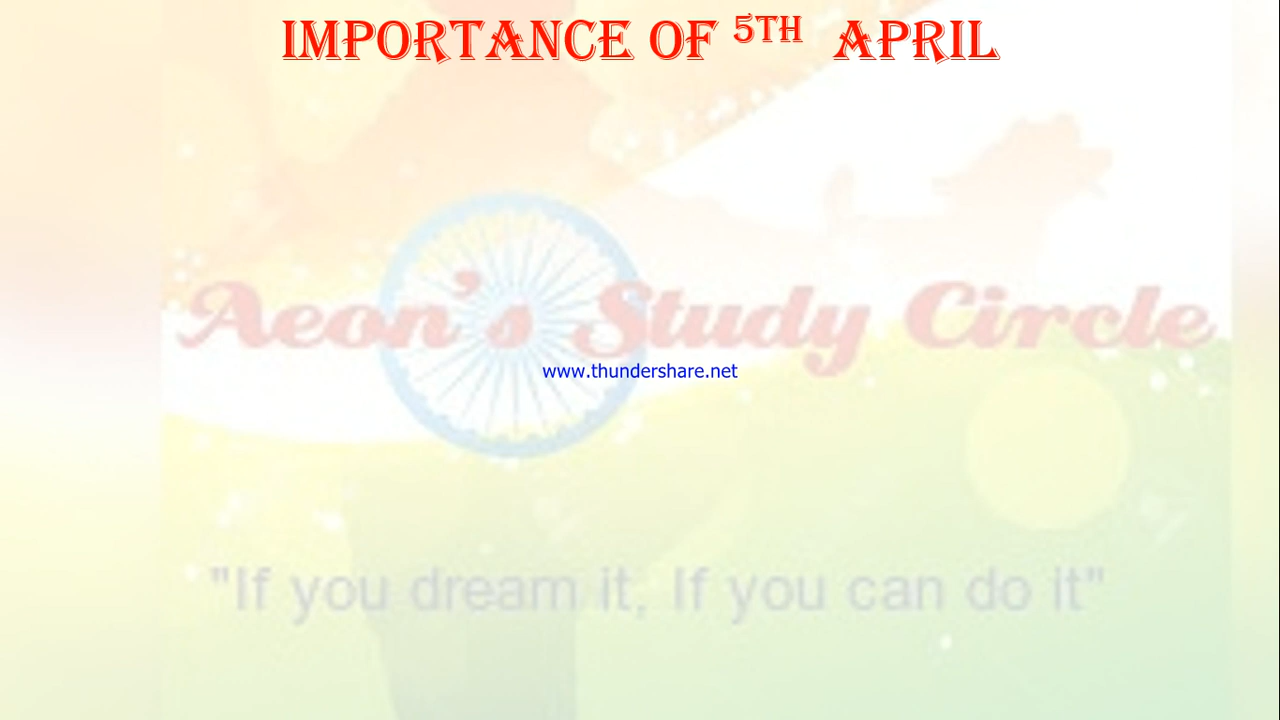 IMPORTANCE OF 5TH APRIL
Aeon's Study Circle
www.thundershare.net
"If you dream it, If you can do it"